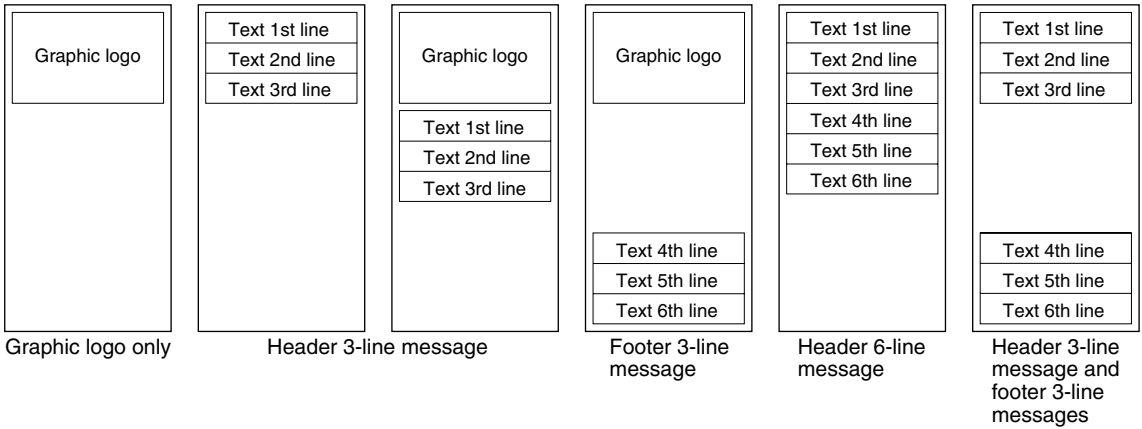 Graphic logo
Graphic logo only
Text 1st line
Text 2nd line
Text 3rd line
Graphic logo
Text 1st line
Text 2nd line
Text 3rd line
Header 3-line message
Graphic logo
Text 4th line
Text 5th line
Text 6th line
Footer 3-line
message
Text 1st line
Text 2nd line
Text 3rd line
Text 4th line
Text 5th line
Text 6th line
Header 6-line
message
Text 1st line
Text 2nd line
Text 3rd line
Text 4th line
Text 5th line
Text 6th line
Header 3-line
message and
footer 3-line
messages